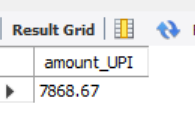 Result Grid
amount_UPI
7868.67